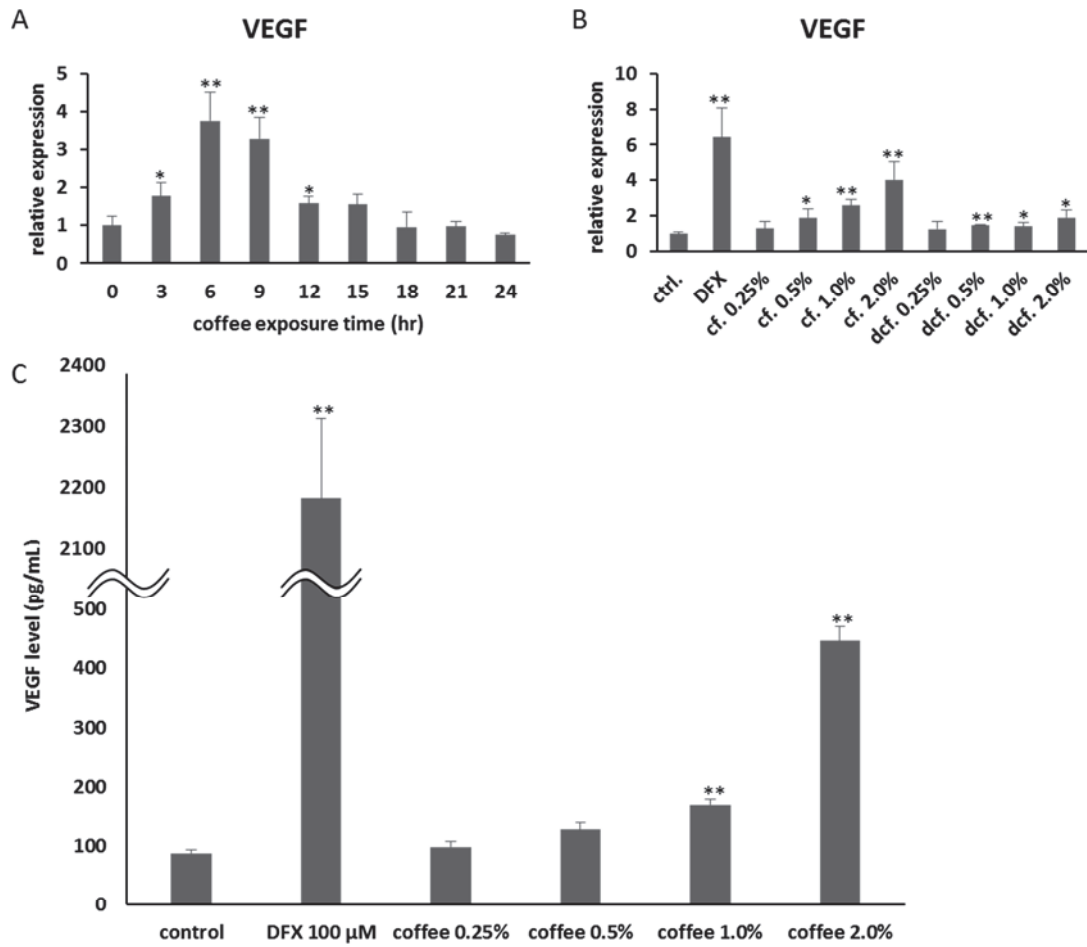 A
VEGF
relative expression
5
4
3
2
1
0
*
**
**
*
0 3 6 9 12 15 18 21 24
coffee exposure time (hr)
B
VEGF
relative expression
10
8
6
4
2
0
**
*
**
**
**
*
*
ctrl.
DFX
cf. 0.25%
cf. 0.5%
cf. 1.0%
cf. 2.0%
dcf. 0.25%
dcf. 0.5%
dcf. 1.0%
dcf. 2.0%
C
VEGF level (pg/mL)
2400
2300
2200
2100
500
400
300
200
100
0
**
**
**
control DFX 100 μM coffee 0.25% coffee 0.5% coffee 1.0% coffee 2.0%